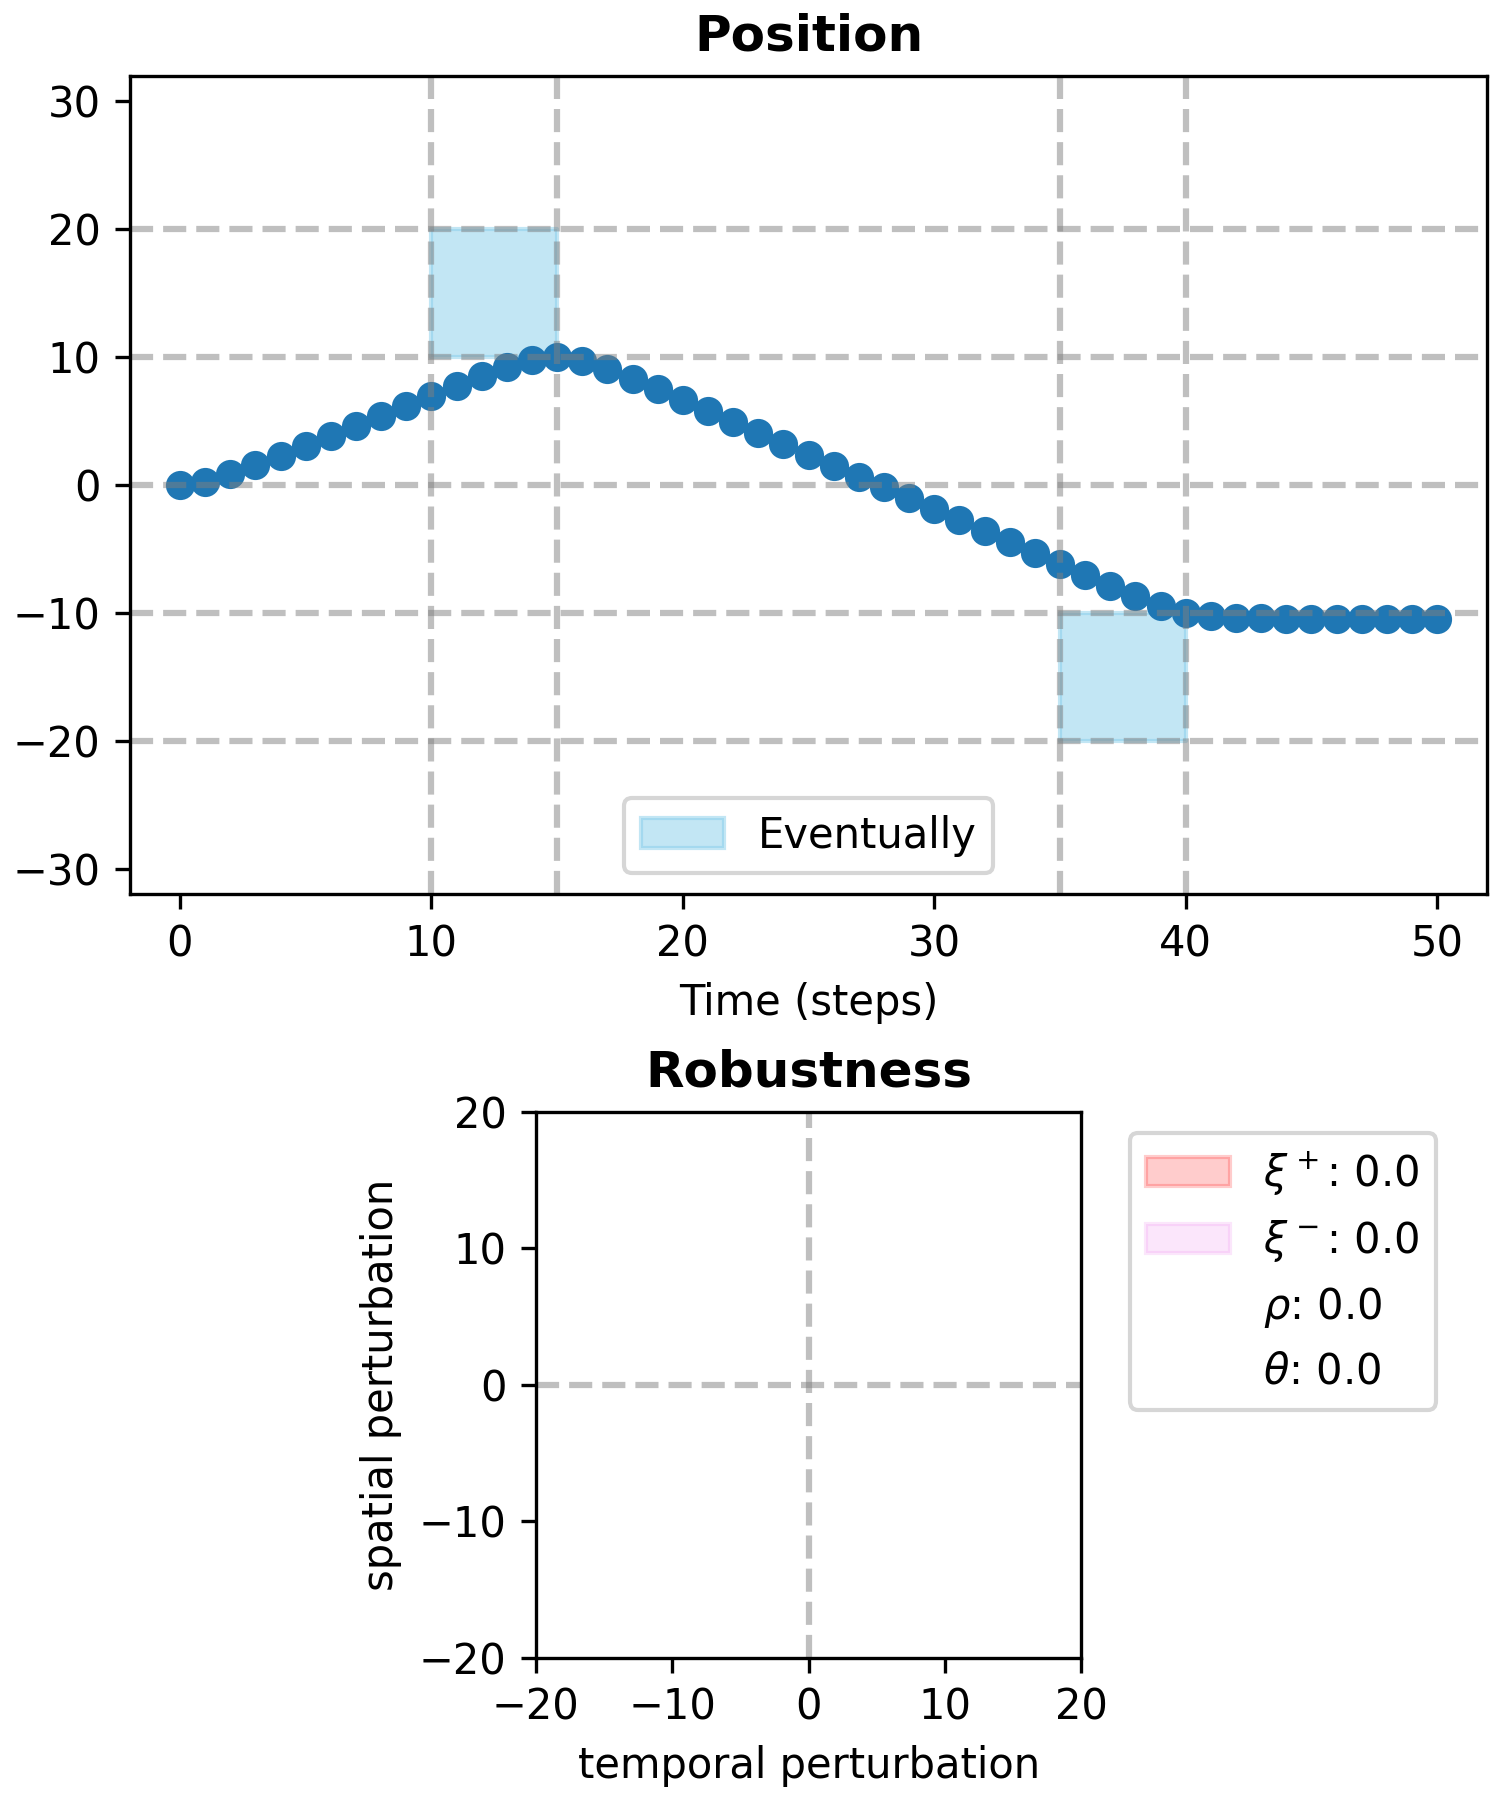 Position
30
20
10
0
−10
−20
−30
Eventually
0 10 20 30 40 50
Time (steps)
Robustness
20
10
0
−10
−20
spatial perturbation
−20 −10 0 10 20
temporal perturbation
ξ⁺: 0.0
ξ⁻: 0.0
ρ: 0.0
θ: 0.0